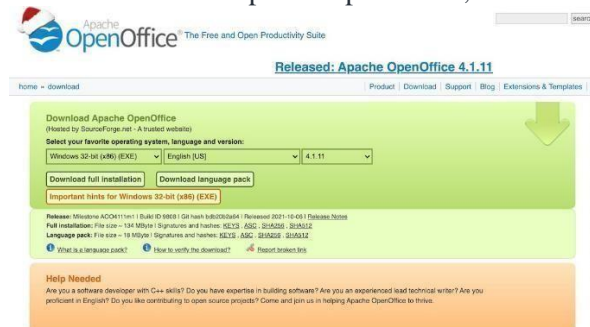 Apache
OpenOffice® The Free and Open Productivity Suite
search
Released: Apache OpenOffice 4.1.11
home » download
Product | Download | Support | Blog | Extensions & Templates |
Download Apache OpenOffice
(Hosted by SourceForge.net - A trusted website)
Select your favorite operating system, language and version:
Windows 32-bit (x86) (EXE) English [US] 4.1.11
Download full installation Download language pack
Important hints for Windows 32-bit (x86) (EXE)
Release: Milestone AOO4111m1 | Build ID 9808 | Git hash | Released 2021-10-06 | Release Notes
Full installation: File size ~ 134 MByte | Signatures and hashes: KEYS , ASC , SHA256 , SHA512
Language pack: File size ~ 18 MByte | Signatures and hashes: KEYS , ASC , SHA256 , SHA512
What is a language pack? How to verify the download? Report broken link
Help Needed
Are you a software developer with C++ skills? Do you have expertise in building software? Are you an experienced lead technical writer? Are you
proficient in English? Do you like contributing to open source projects? Come and join us in helping Apache OpenOffice to thrive.